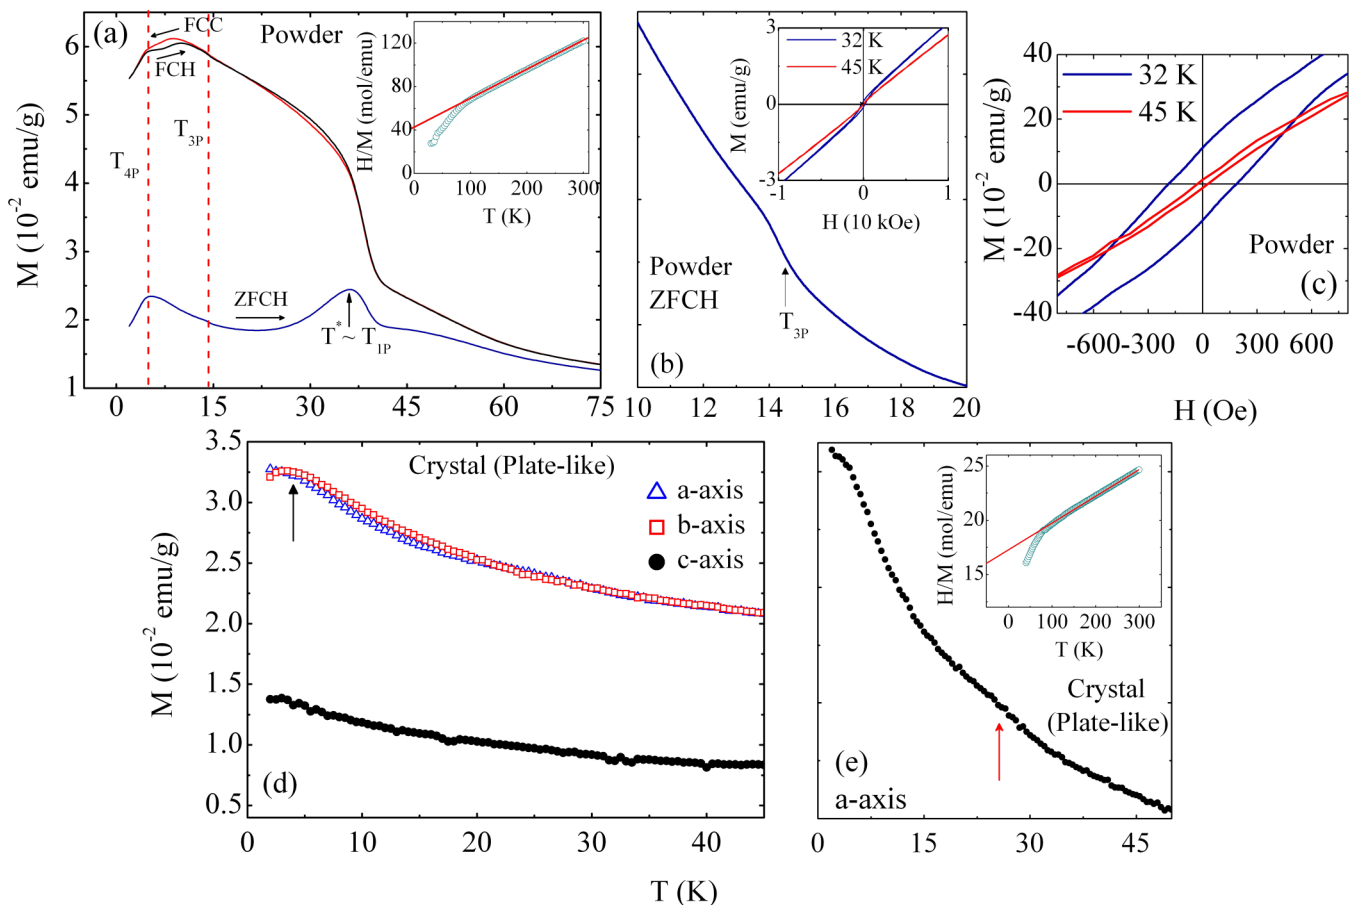 (a)
FCC
FCH
Powder
T3P
T4P
ZFCH
T* ~ T1P
M (10-2 emu/g)
6
5
4
3
2
1
0 15 30 45 60 75
H/M (mol/emu)
120
80
40
0
0 100 200 300
T (K)
(b)
Powder
ZFCH
T3P
10 12 14 16 18 20
M (emu/g)
3
0
-3
-1 0 1
H (10 kOe)
32 K
45 K
(c)
32 K
45 K
Powder
M (10-2 emu/g)
40
20
0
-20
-40
-600 -300 0 300 600
H (Oe)
(d)
Crystal (Plate-like)
a-axis
b-axis
c-axis
M (10-2 emu/g)
3.5
3.0
2.5
2.0
1.5
1.0
0.5
0 10 20 30 40
T (K)
(e)
a-axis
Crystal
(Plate-like)
0 15 30 45
H/M (mol/emu)
25
20
15
0 100 200 300
T (K)